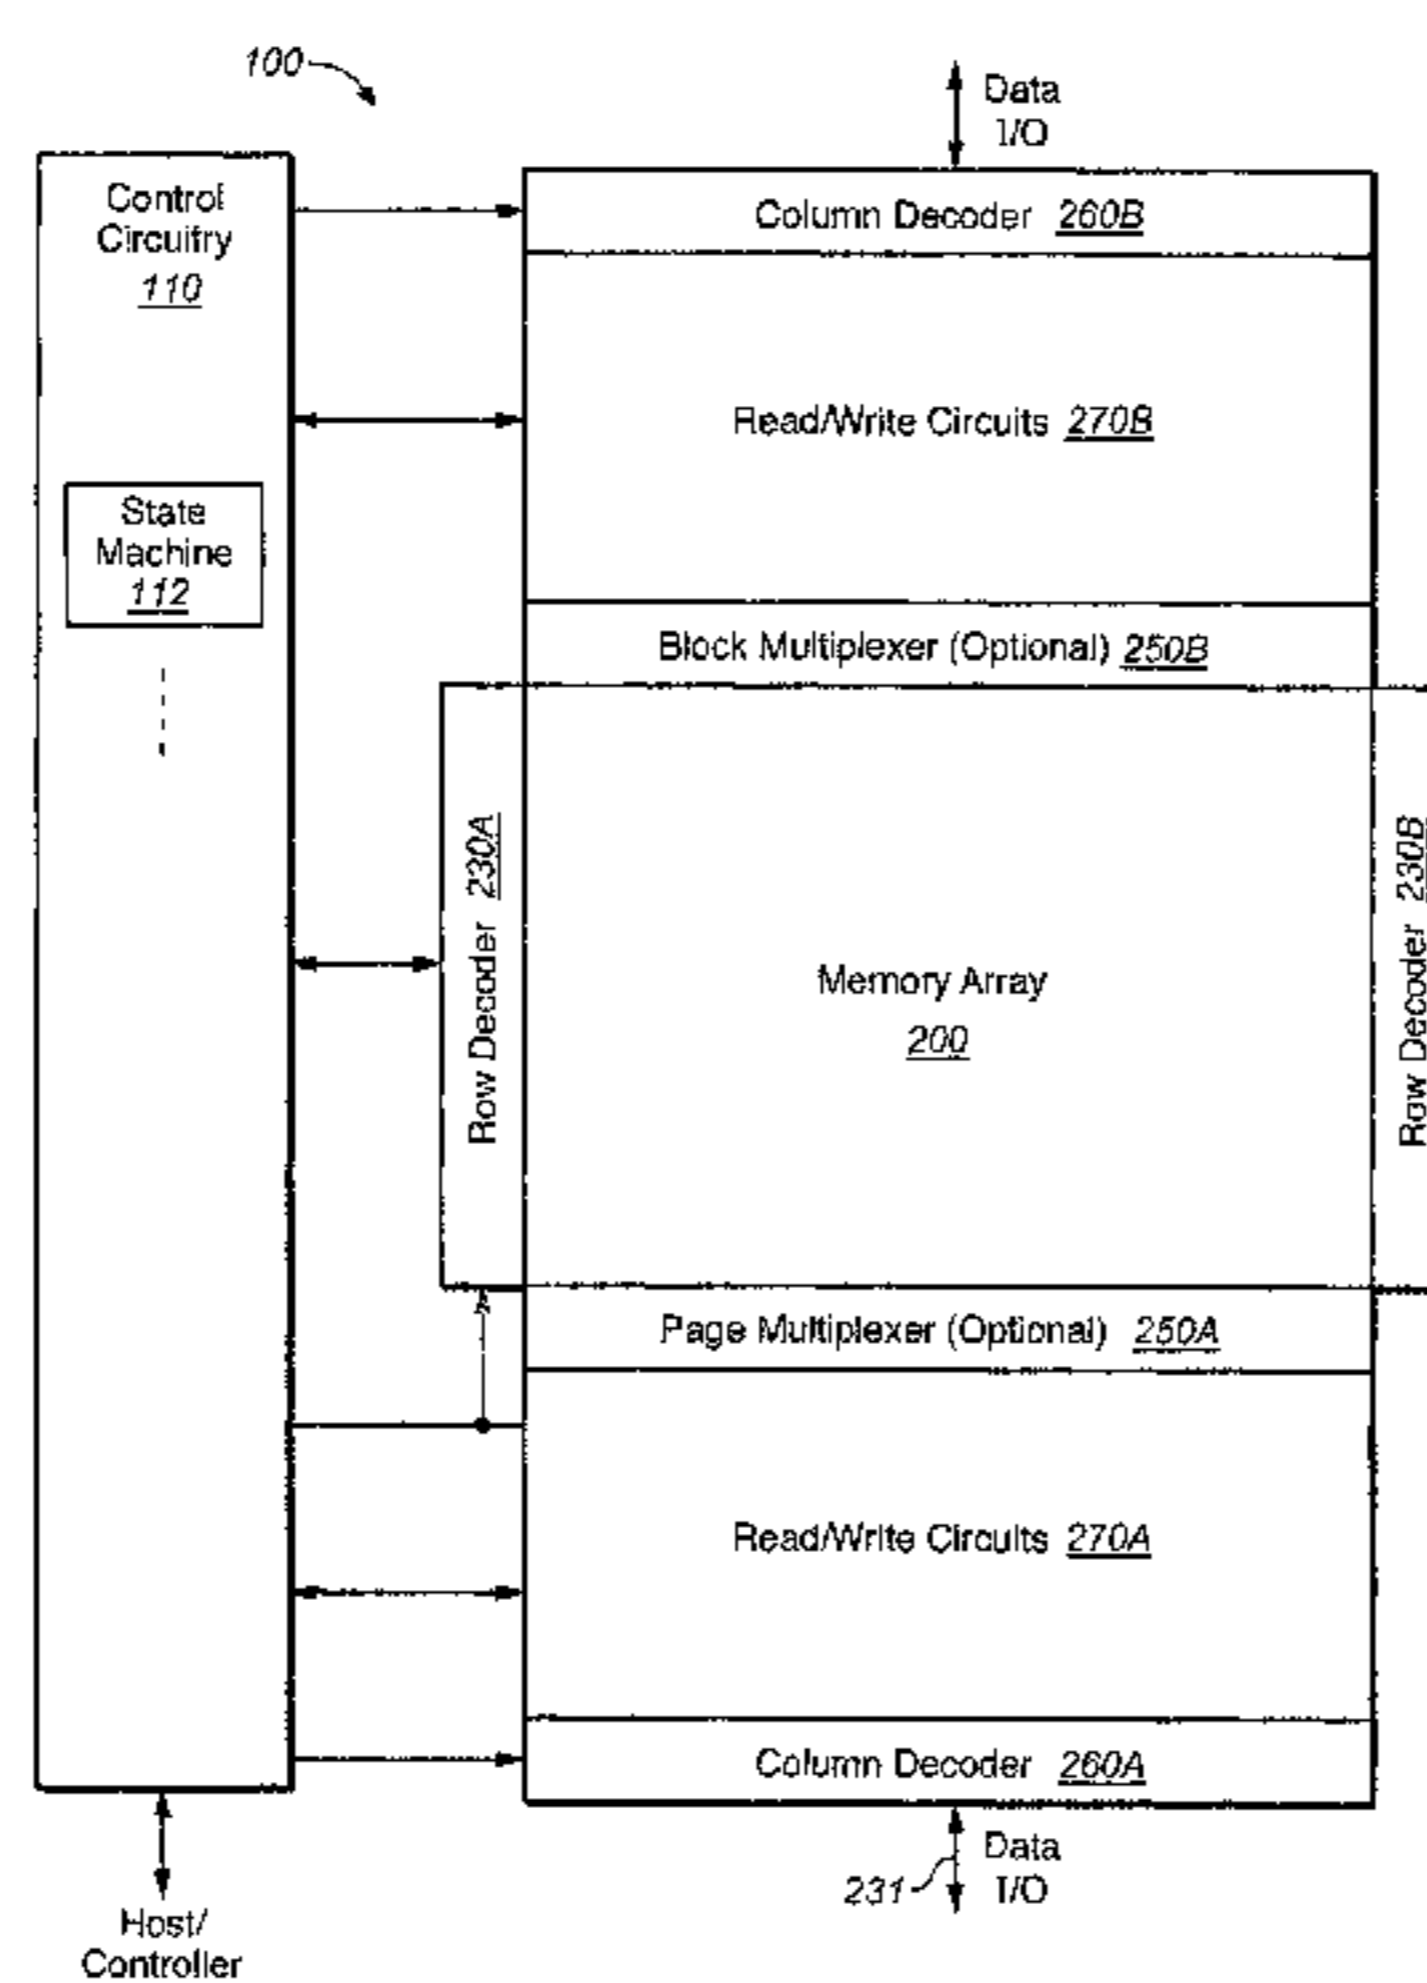 100
Data
I/O
Control
Circuitry
110
Column Decoder 260B
Read/Write Circuits 270B
State
Machine
112
Block Multiplexer (Optional) 250B
Row Decoder 230A
Memory Array
200
Row Decoder 230B
Page Multiplexer (Optional) 250A
Read/Write Circuits 270A
Column Decoder 260A
231
Data
I/O
Host/
Controller